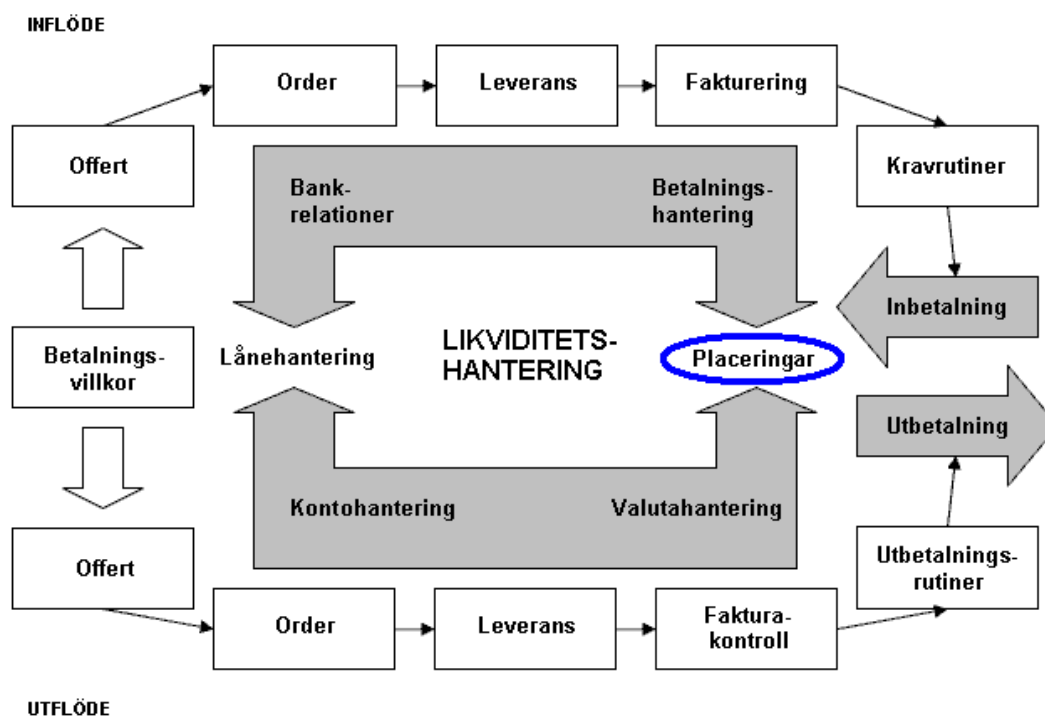 INFLÖDE
Order
Leverans
Fakturering
Offert
Kravrutiner
Bank-
relationer
Betalnings-
hantering
Inbetalning
Betalnings-
villkor
Lånehantering
LIKVIDITETS-
HANTERING
Placeringar
Utbetalning
Kontohantering
Valutahantering
Offert
Utbetalnings-
rutiner
Order
Leverans
Faktura-
kontroll
UTFLÖDE